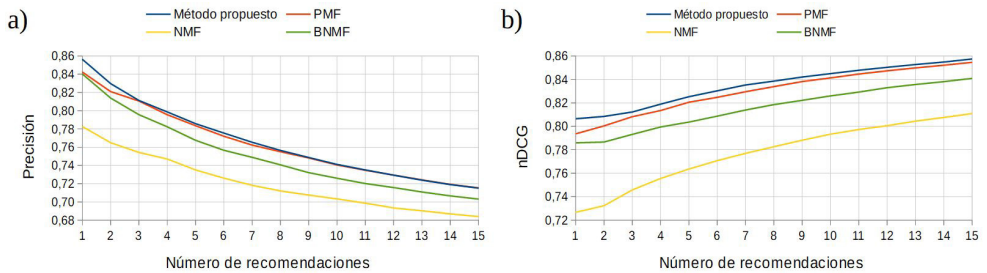 a)
Método propuesto PMF
NMF BNMF
0,86
0,84
0,82
0,80
0,78
0,76
0,74
0,72
0,70
0,68
Precisión
1 2 3 4 5 6 7 8 9 10 11 12 13 14 15
Número de recomendaciones
b)
Método propuesto PMF
NMF BNMF
0,86
0,84
0,82
0,80
0,78
0,76
0,74
0,72
nDCG
1 2 3 4 5 6 7 8 9 10 11 12 13 14 15
Número de recomendaciones